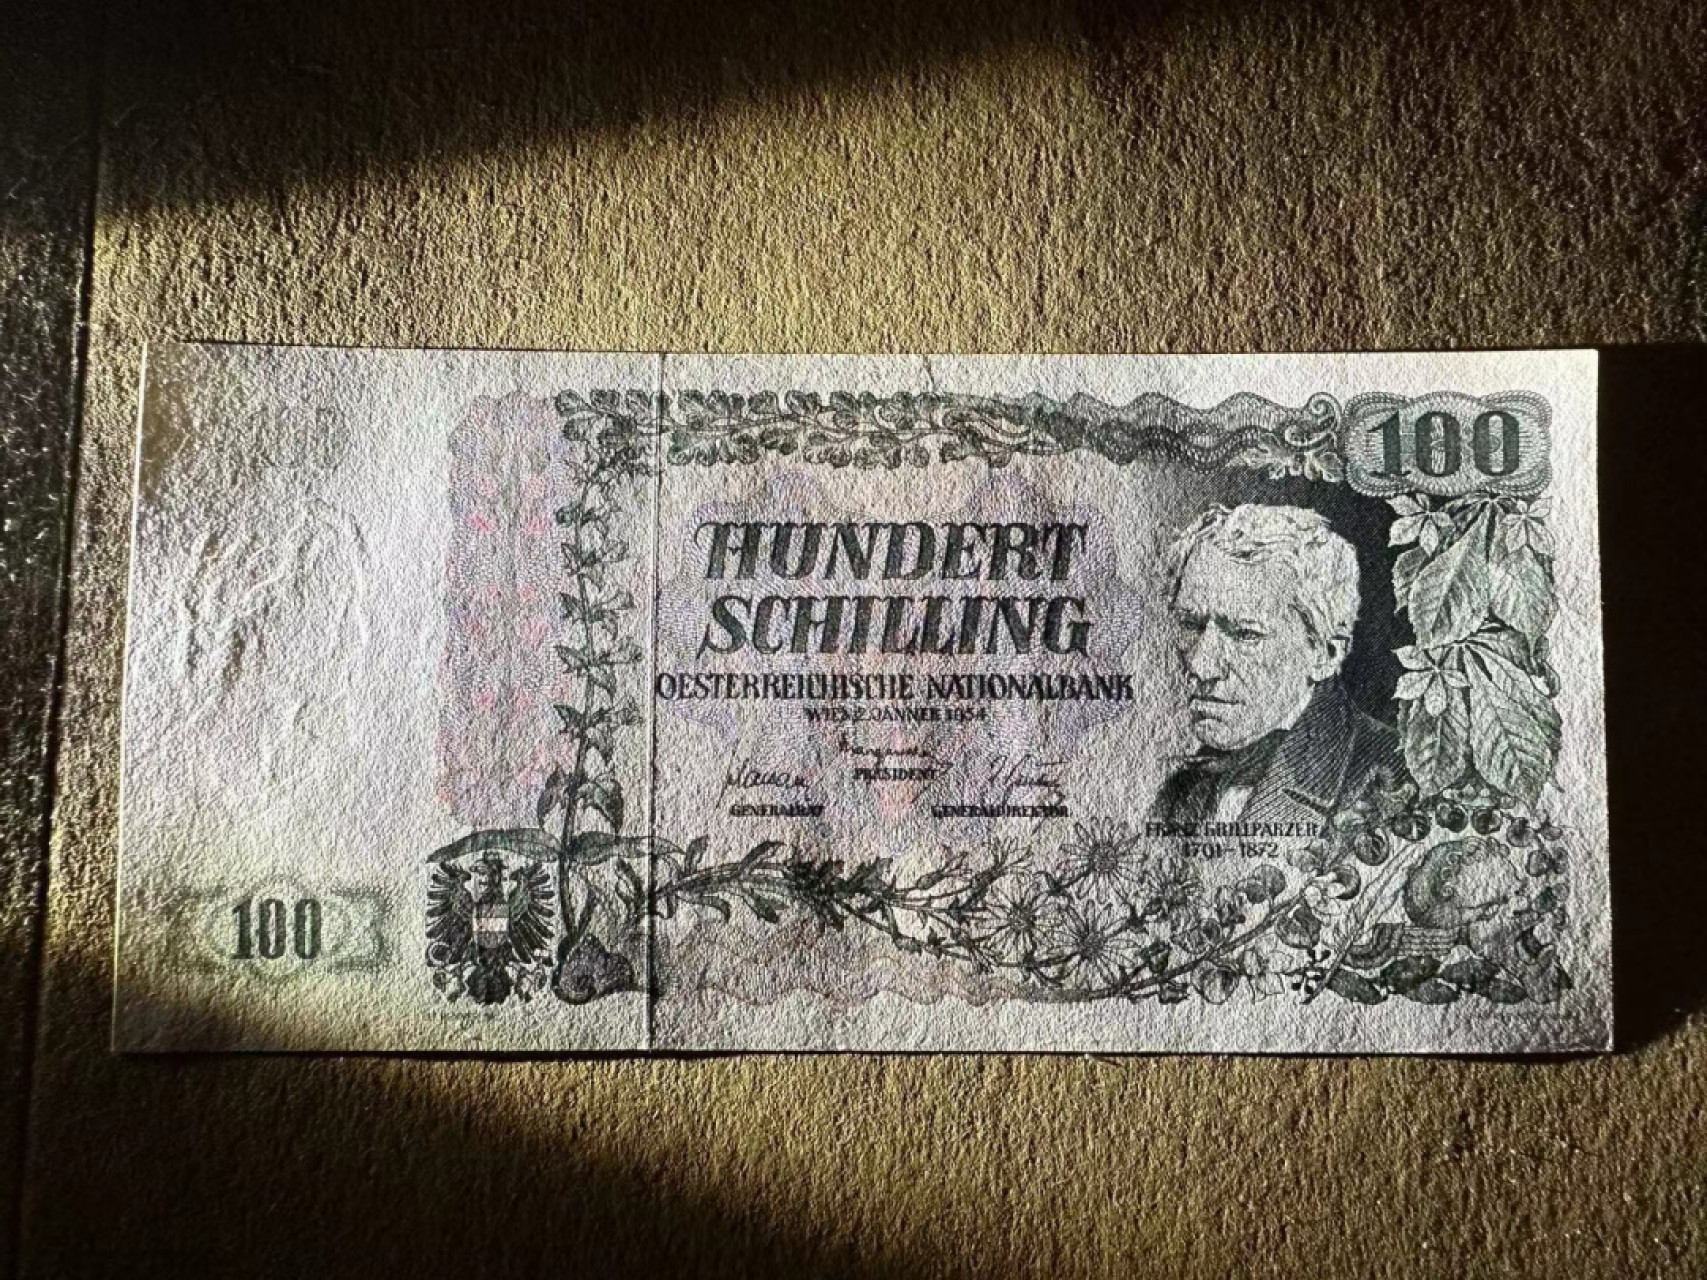 100
HUNDERT
SCHILLING
OESTERREICHISCHE NATIONALBANK
WIEN, 2. JÄNNER 1954
PRÄSIDENT
GENERALRAT
GENERALDIREKTOR
FRANZ GRILLPARZER
1791-1872
100